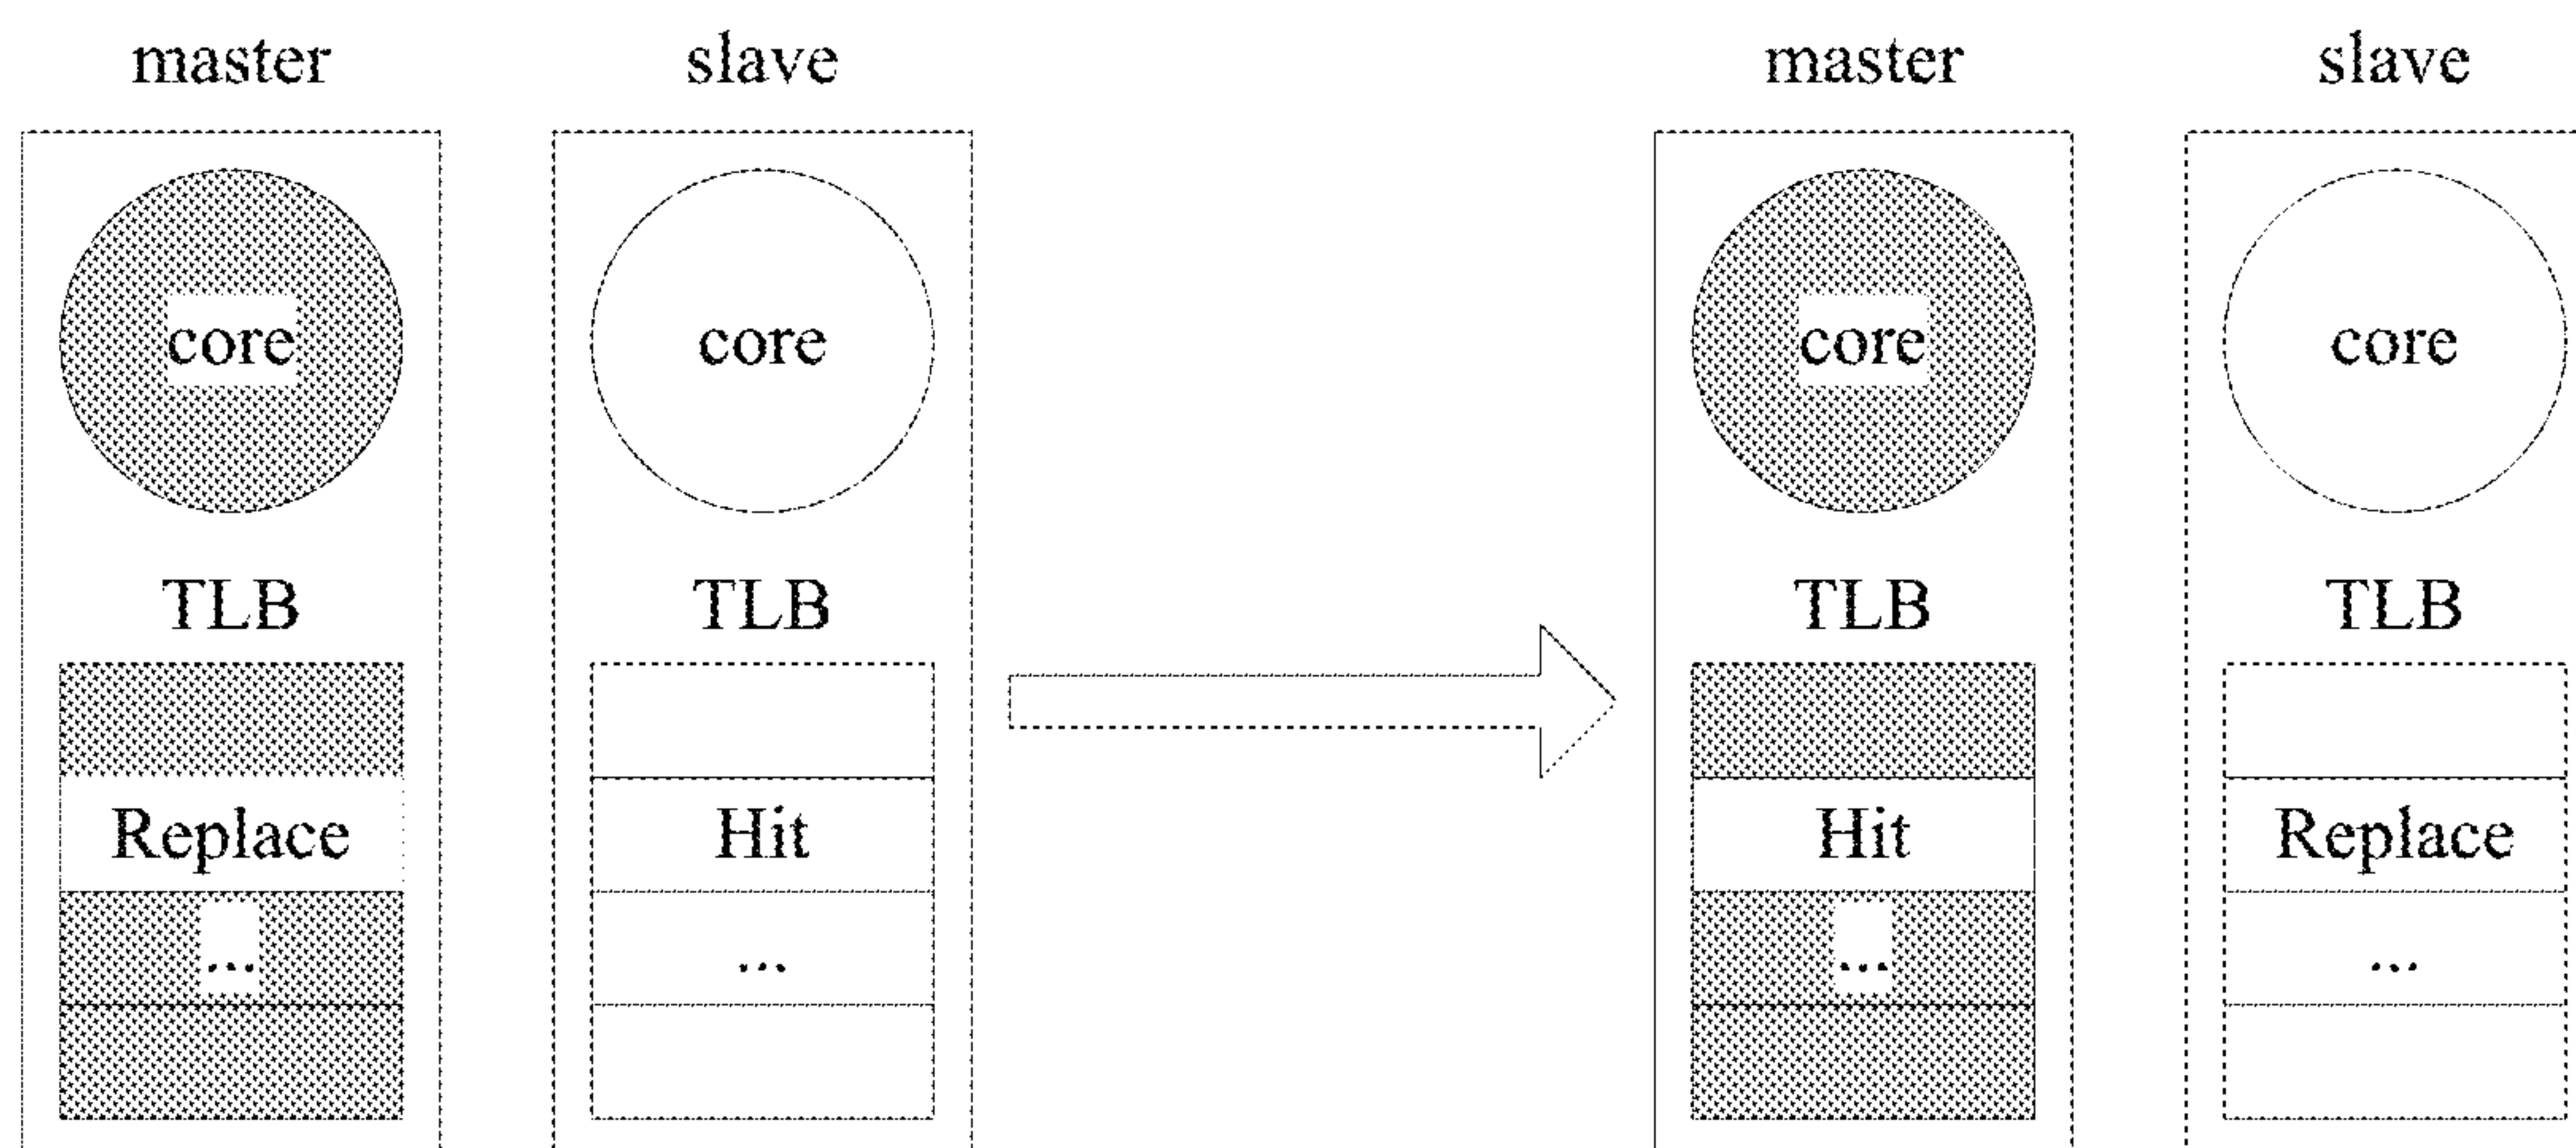 master slave master slave
core core core core
TLB TLB TLB TLB
Replace Hit Hit Replace
... ... ... ...